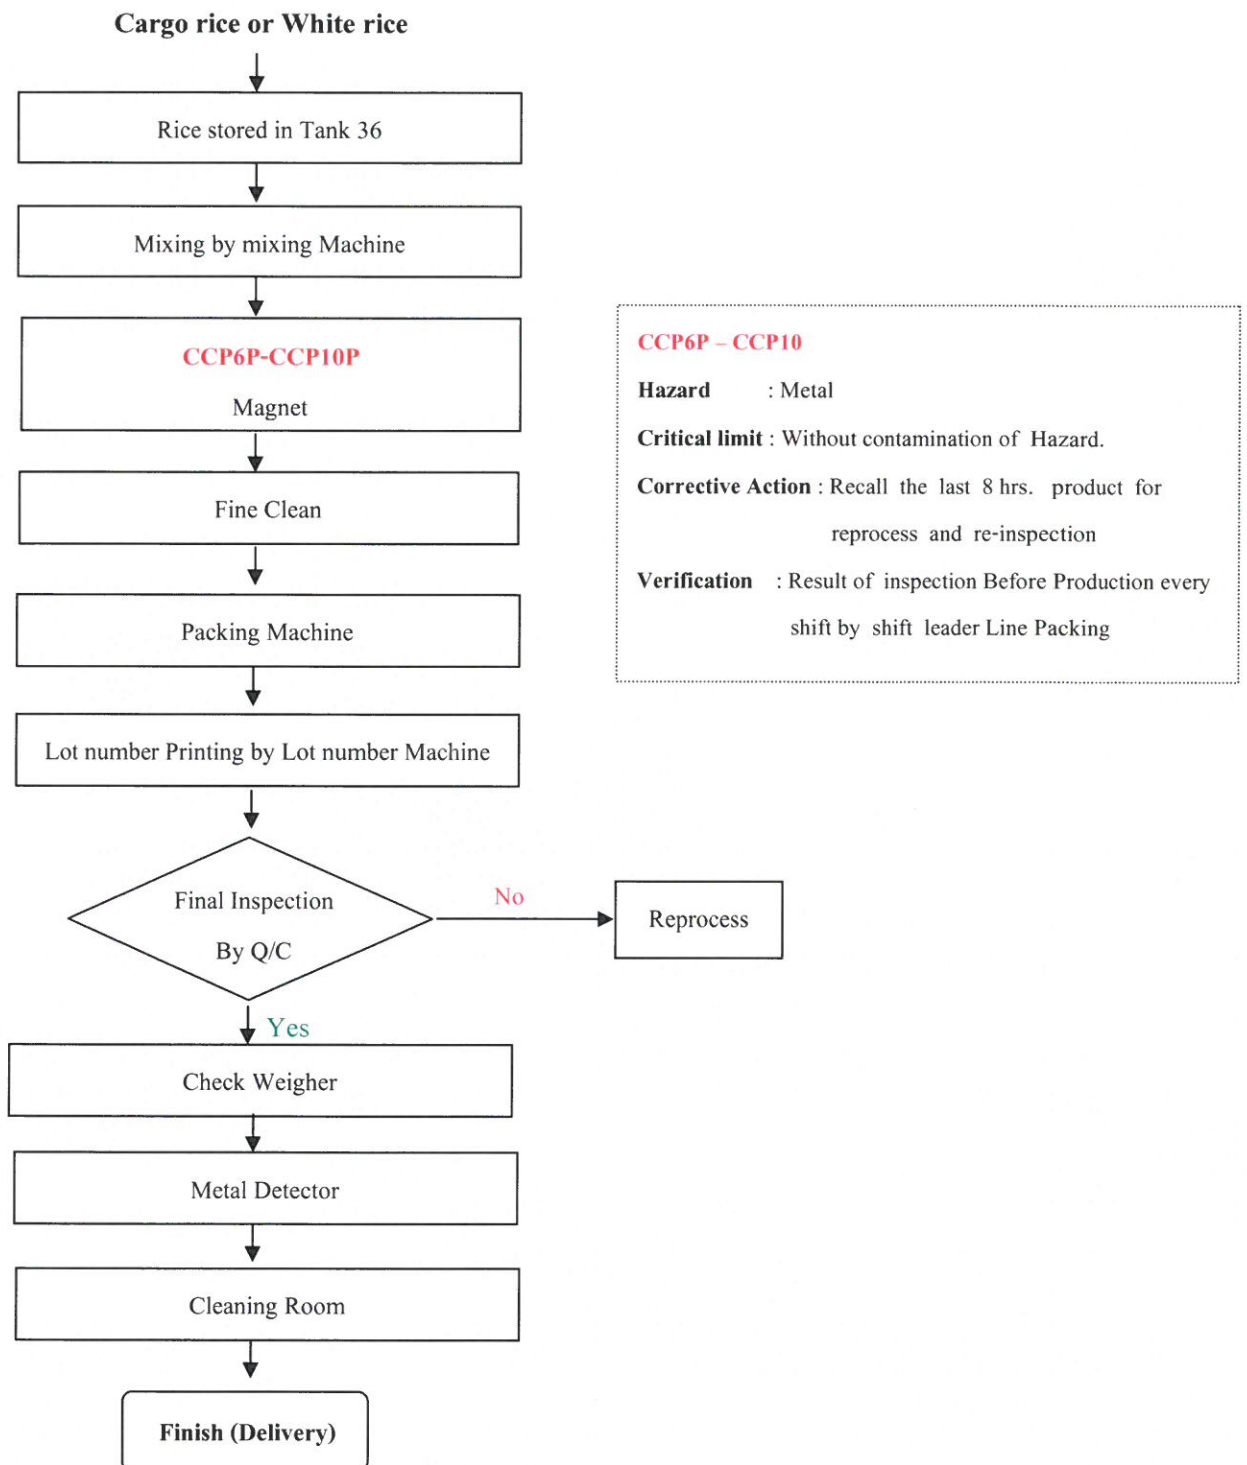 Cargo rice or White rice
Rice stored in Tank 36
Mixing by mixing Machine
CCP6P-CCP10P
Magnet
Fine Clean
Packing Machine
Lot number Printing by Lot number Machine
Final Inspection
By Q/C
No
Reprocess
Yes
Check Weigher
Metal Detector
Cleaning Room
Finish (Delivery)
CCP6P – CCP10
Hazard : Metal
Critical limit : Without contamination of Hazard.
Corrective Action : Recall the last 8 hrs. product for
reprocess and re-inspection
Verification : Result of inspection Before Production every
shift by shift leader Line Packing